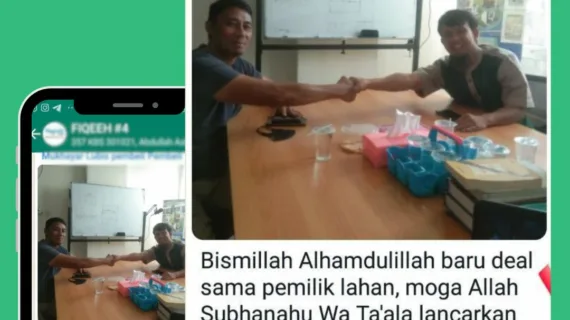 FIQEEH #4
Bismillah Alhamdulillah baru deal
sama pemilik lahan, moga Allah
Subhanahu Wa Ta'ala lancarkan